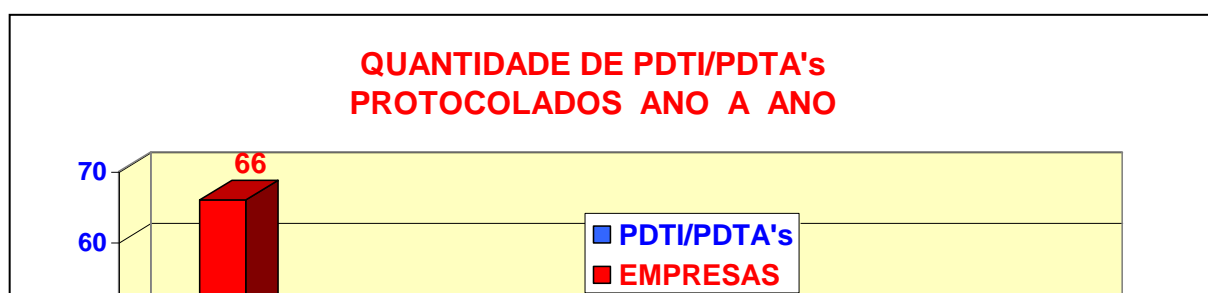 QUANTIDADE DE PDTI/PDTA's
PROTOCOLADOS ANO A ANO
70
66
60
PDTI/PDTA's
EMPRESAS